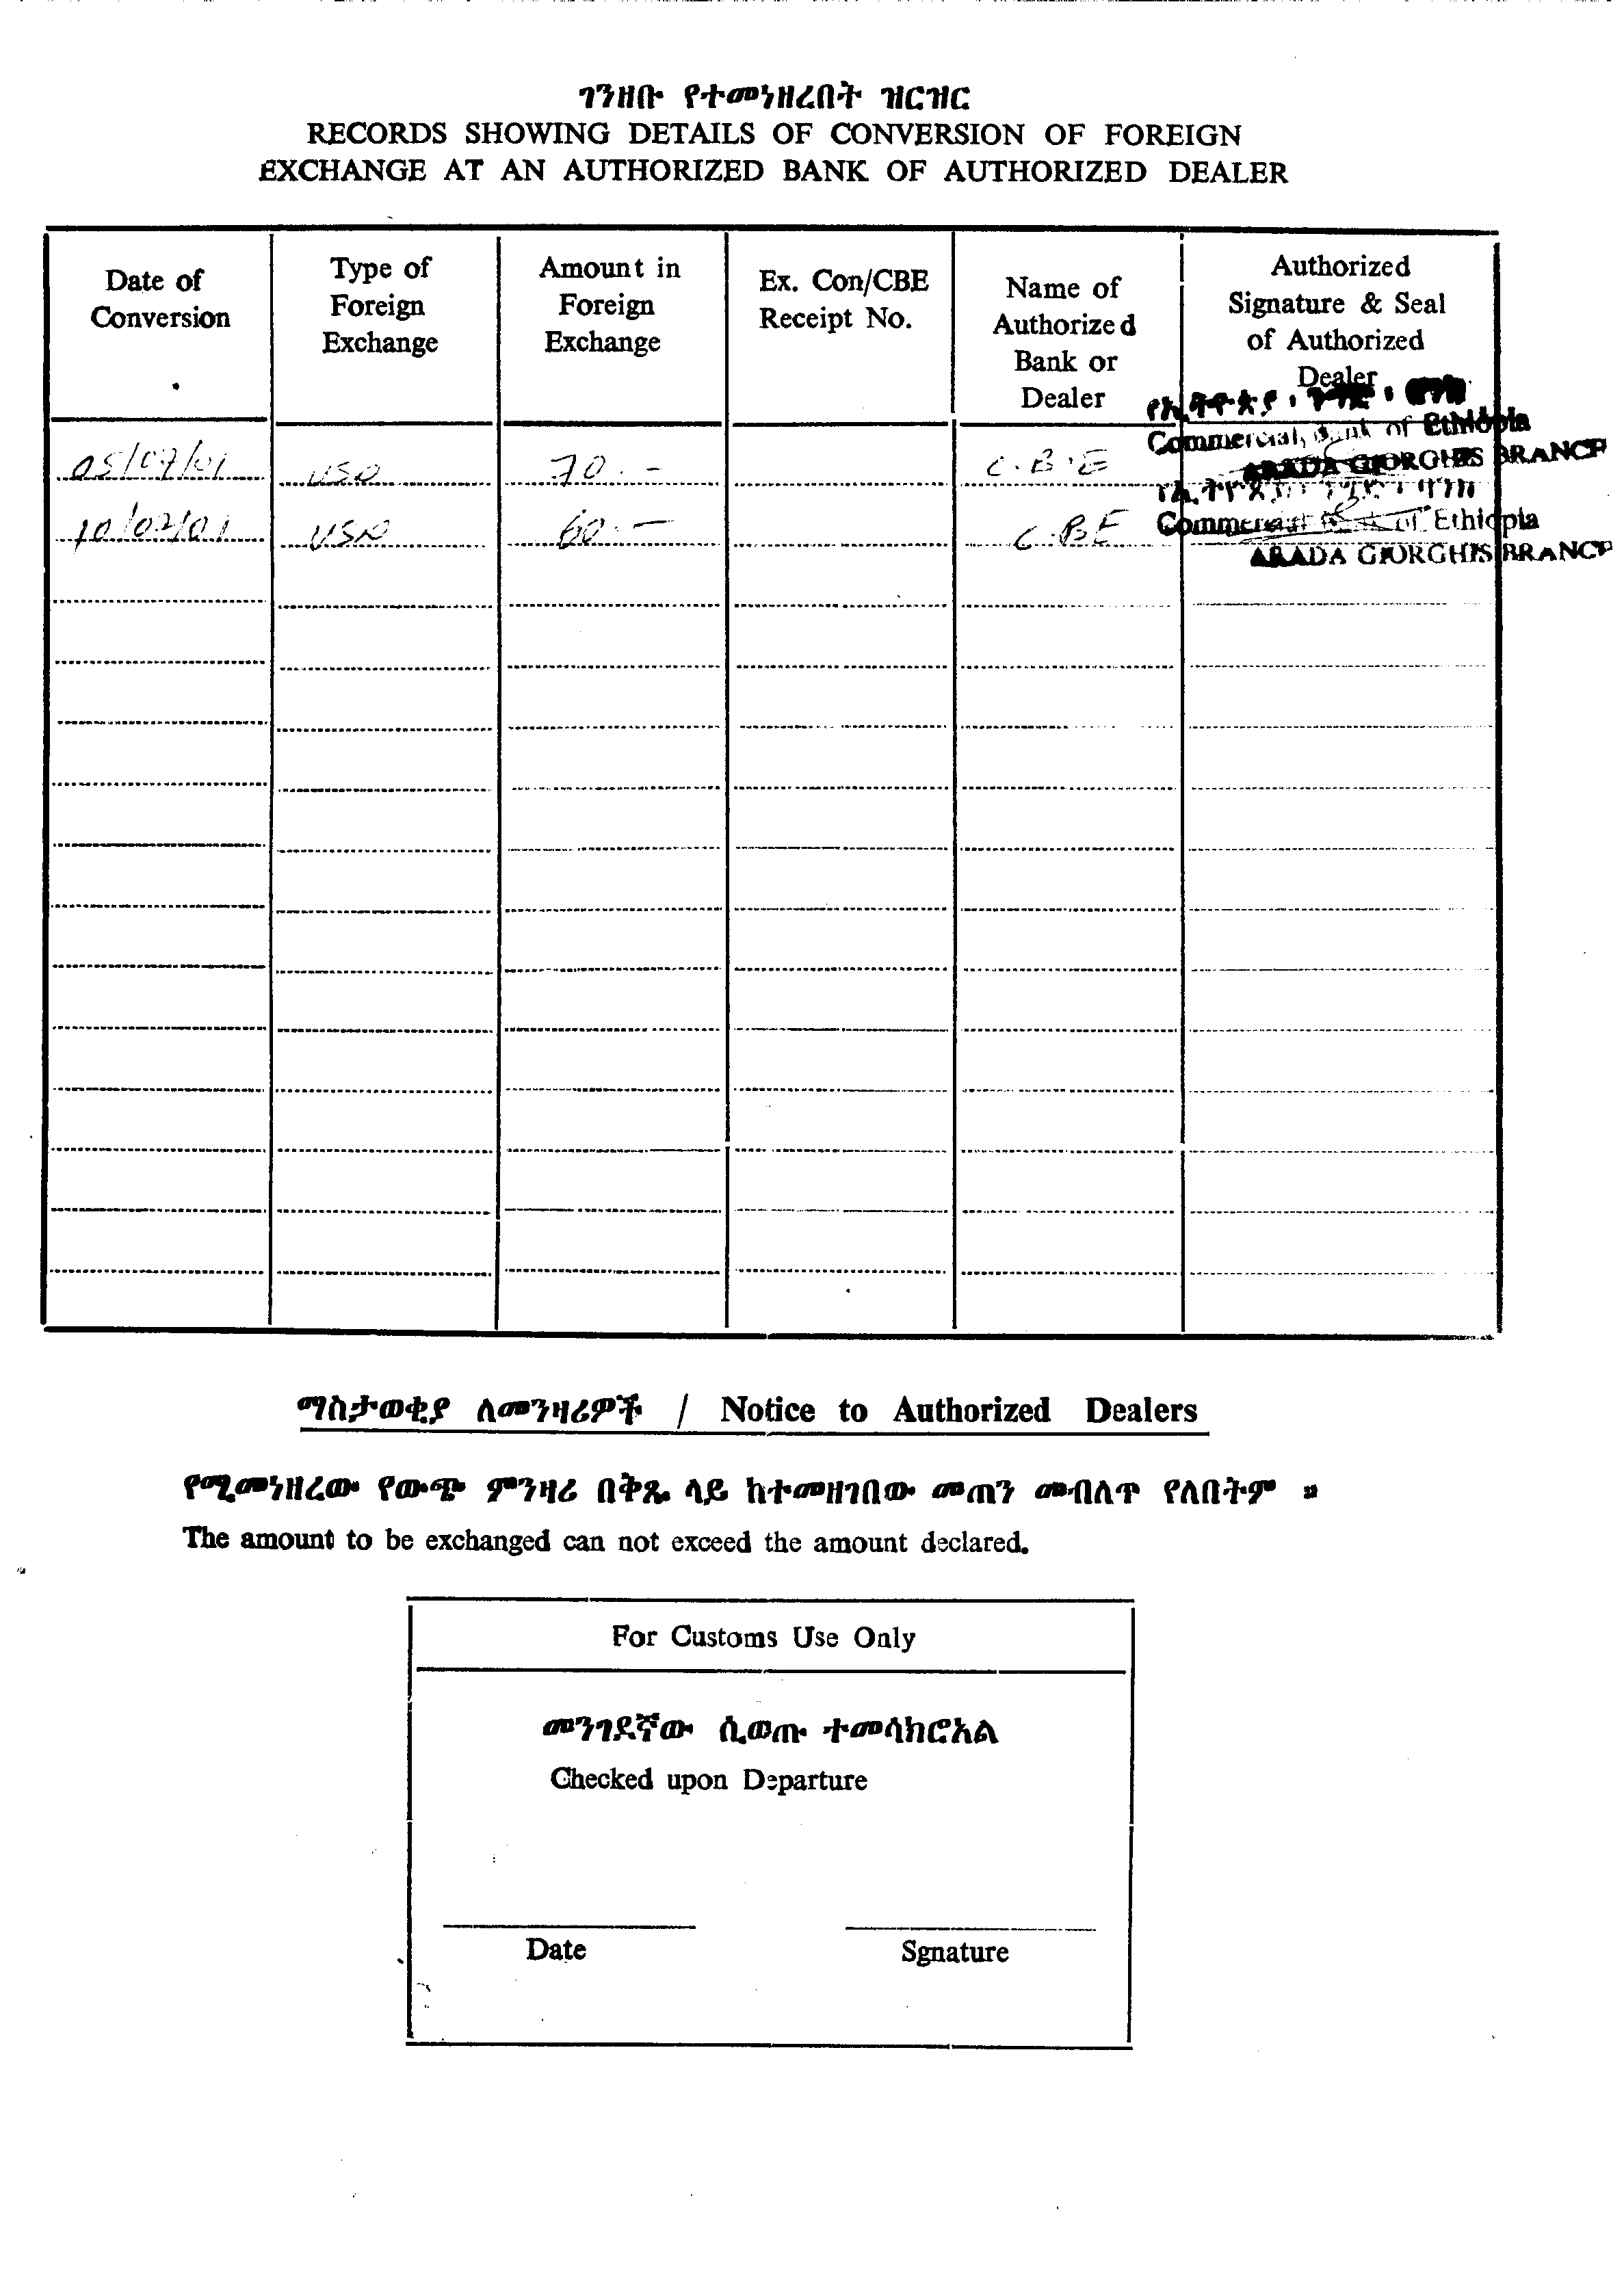 ገንዘቡ የተመነዘረበት ዝርዝር
RECORDS SHOWING DETAILS OF CONVERSION OF FOREIGN
EXCHANGE AT AN AUTHORIZED BANK OF AUTHORIZED DEALER
Date of Conversion
Type of Foreign Exchange
Amount in Foreign Exchange
Ex. Con/CBE Receipt No.
Name of Authorized Bank or Dealer
Authorized Signature & Seal of Authorized Dealer
የኢትዮጵያ ፡ ንግድ ፡ ባንክ
Commercial Bank of Ethiopia
05/07/01 USD 70.- C.B.E ARADA GIORGHIS BRANCH
የኢትዮጵያ ፡ ንግድ ፡ ባንክ
10/07/01 USD 60.- C.B.E Commercial Bank of Ethiopia
ARADA GIORGHIS BRANCH
ማስታወቂያ ለመንዛሪዎች / Notice to Authorized Dealers
የሚመነዘረው የውጭ ምንዛሪ በቅጹ ላይ ከተመዘገበው መጠን መብለጥ የለበትም ።
The amount to be exchanged can not exceed the amount declared.
For Customs Use Only
መንገደኛው ሲወጡ ተመሳክሮአል
Checked upon Departure
Date Sgnature